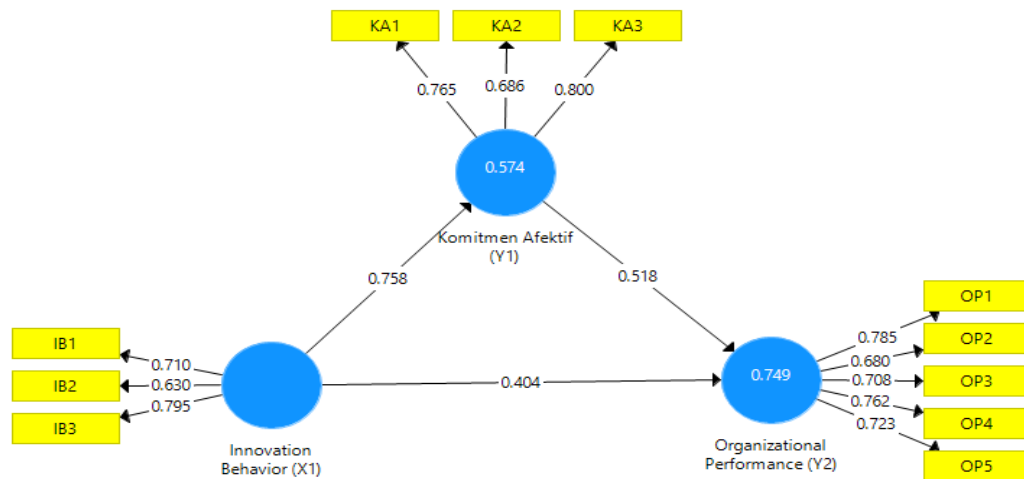 KA1 KA2 KA3
0.765 0.686 0.800
0.574
Komitmen Afektif
(Y1)
0.758
0.518
IB1
IB2
IB3
0.710
0.630
0.795
Innovation
Behavior (X1)
0.404
0.749
Organizational
Performance (Y2)
0.785
0.680
0.708
0.762
0.723
OP1
OP2
OP3
OP4
OP5